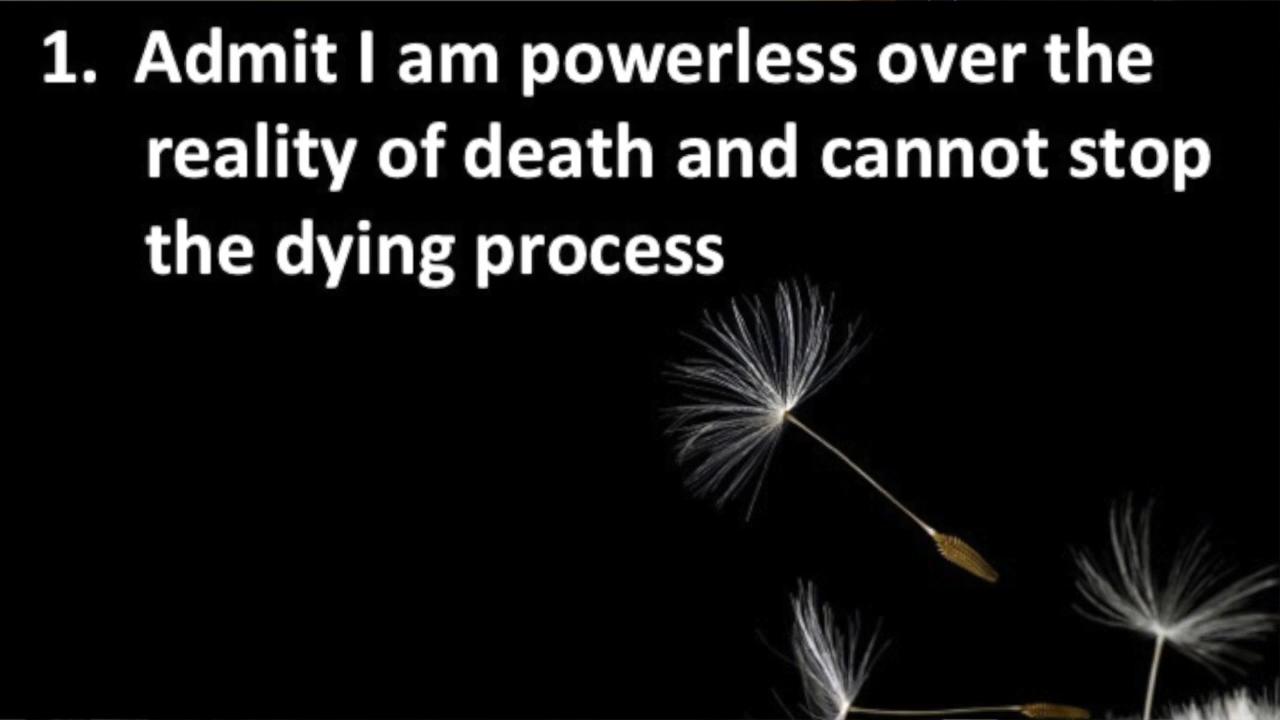 1. Admit I am powerless over the
reality of death and cannot stop
the dying process